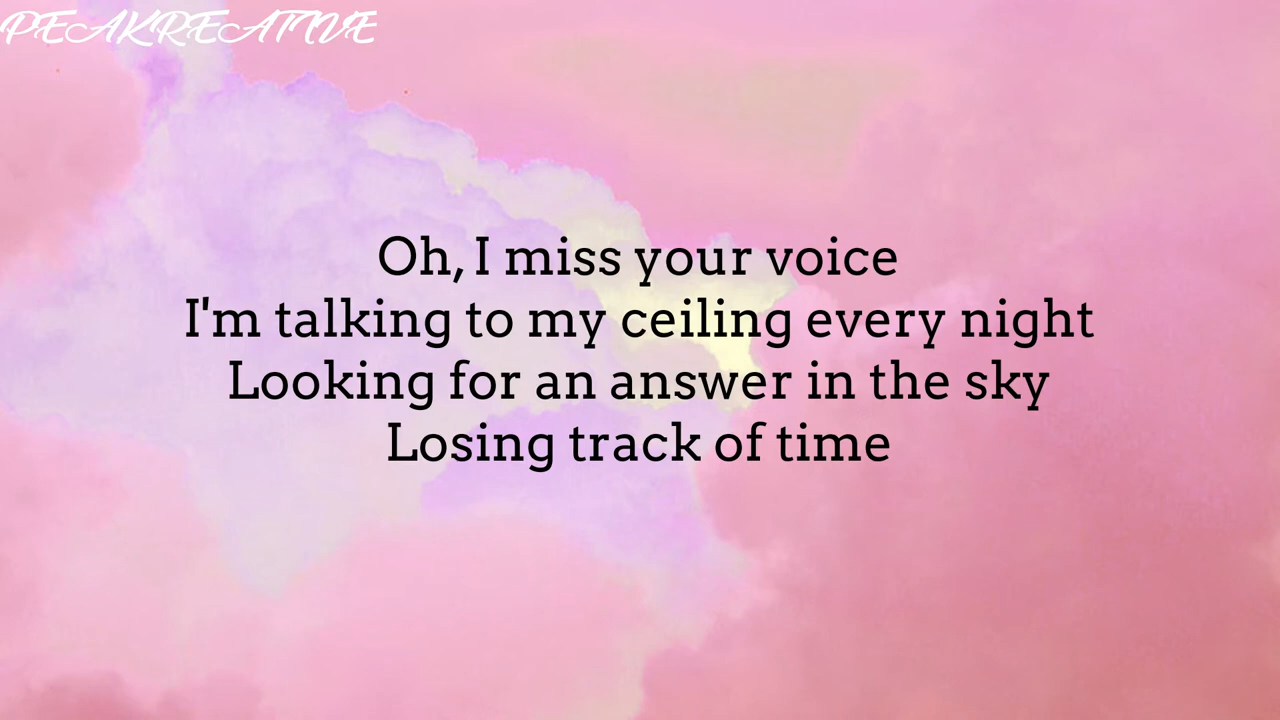 PEAKREATIVE
Oh, I miss your voice
I'm talking to my ceiling every night
Looking for an answer in the sky
Losing track of time